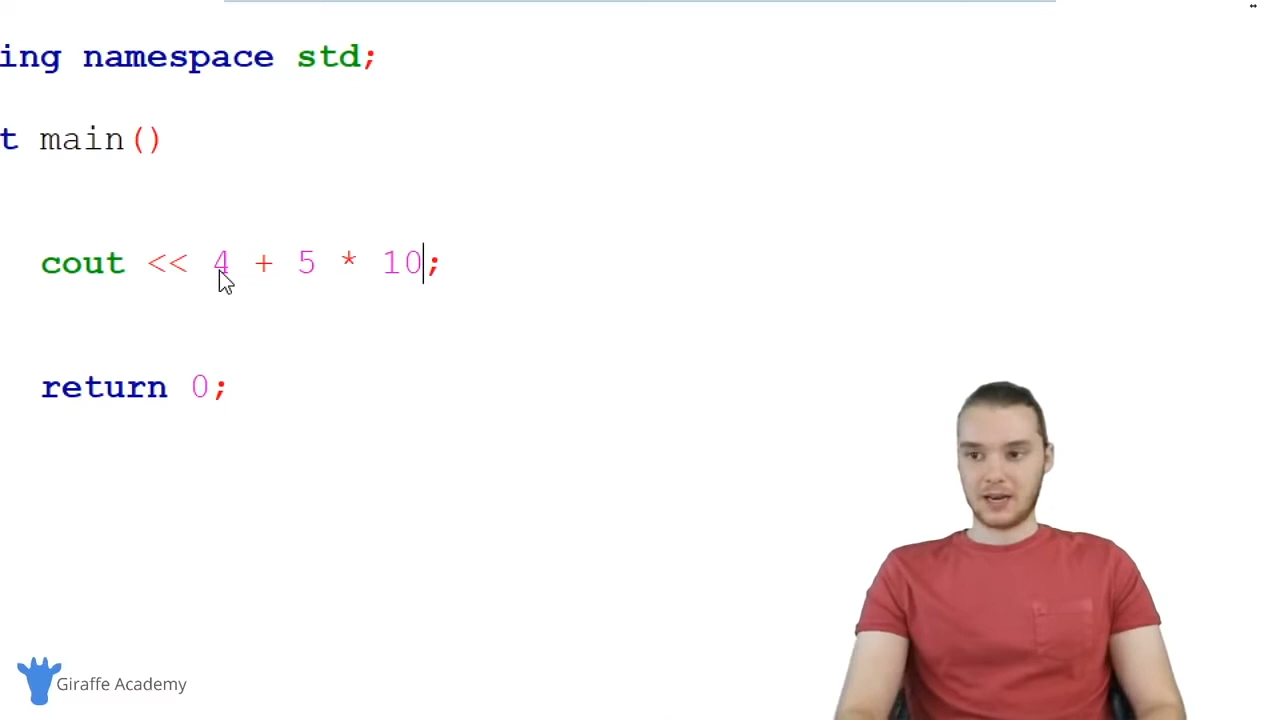 ing namespace std;
t main()
cout << 4 + 5 * 10;
return 0;
Giraffe Academy